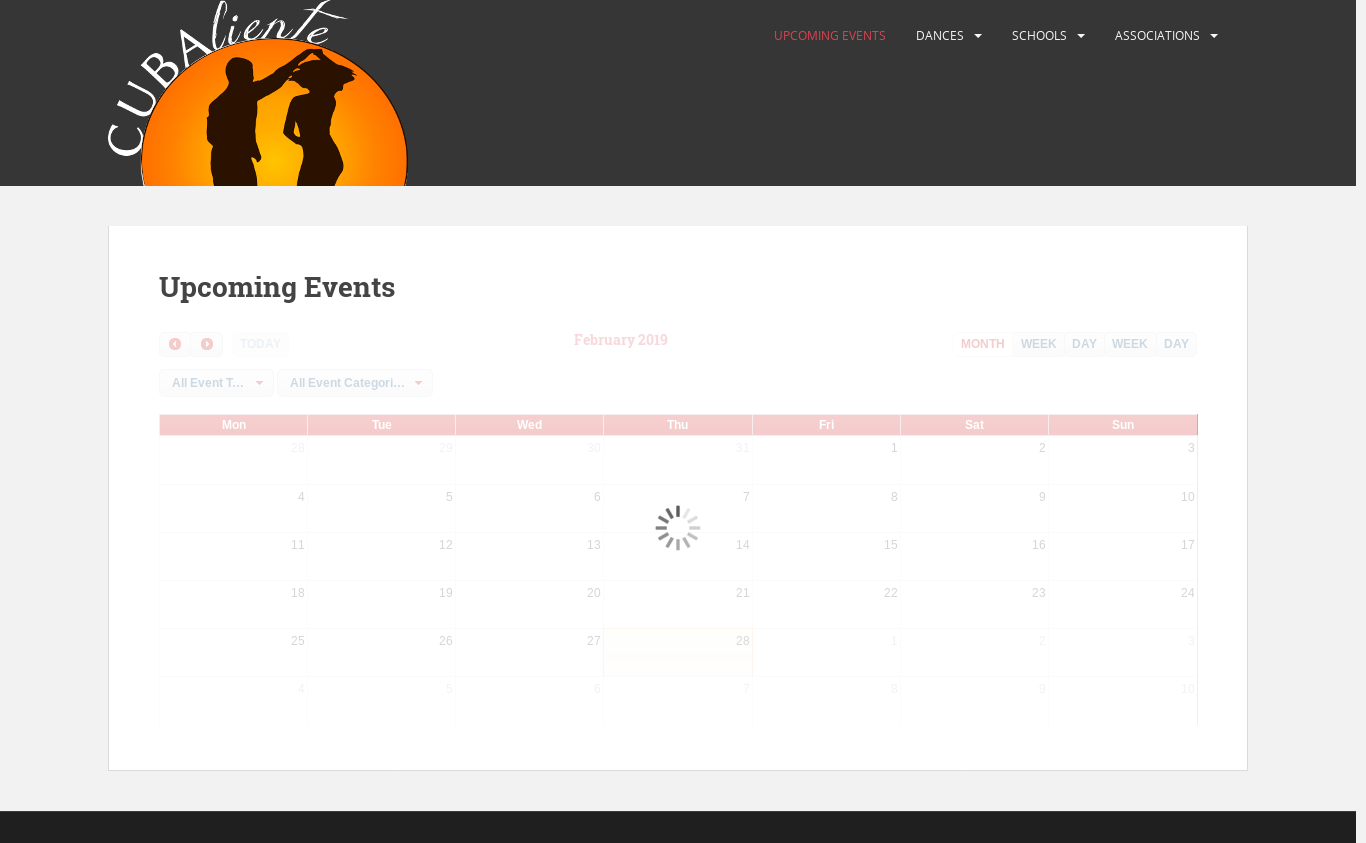 CUBAliente
UPCOMING EVENTS DANCES SCHOOLS ASSOCIATIONS
Upcoming Events
TODAY February 2019 MONTH WEEK DAY WEEK DAY
All Event T... All Event Categori...
Mon Tue Wed Thu Fri Sat Sun
28 29 30 31 1 2 3
4 5 6 7 8 9 10
11 12 13 14 15 16 17
18 19 20 21 22 23 24
25 26 27 28 1 2 3
4 5 6 7 8 9 10